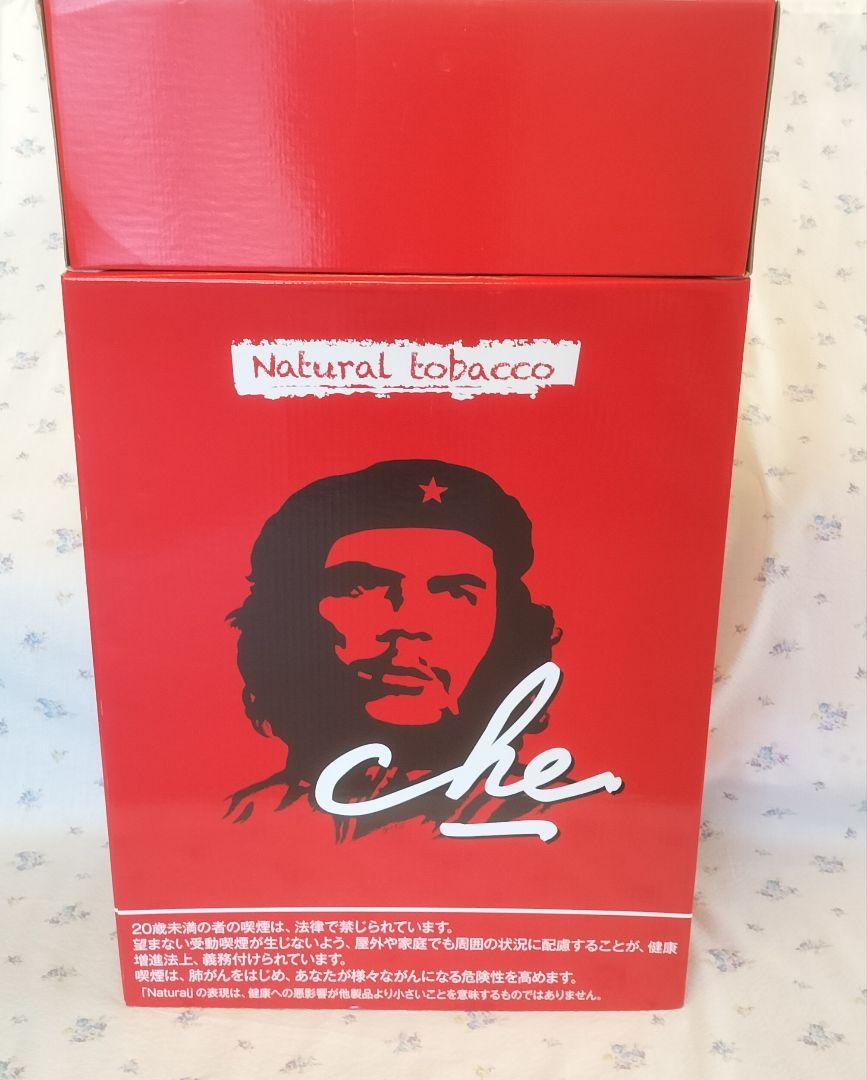 Natural tobacco
che
20歳未満の者の喫煙は、法律で禁じられています。
望まない受動喫煙が生じないよう、屋外や家庭でも周囲の状況に配慮することが、健康
増進法上、義務付けられています。
喫煙は、肺がんをはじめ、あなたが様々ながんになる危険性を高めます。
「Natural」の表現は、健康への悪影響が他製品より小さいことを意味するものではありません。